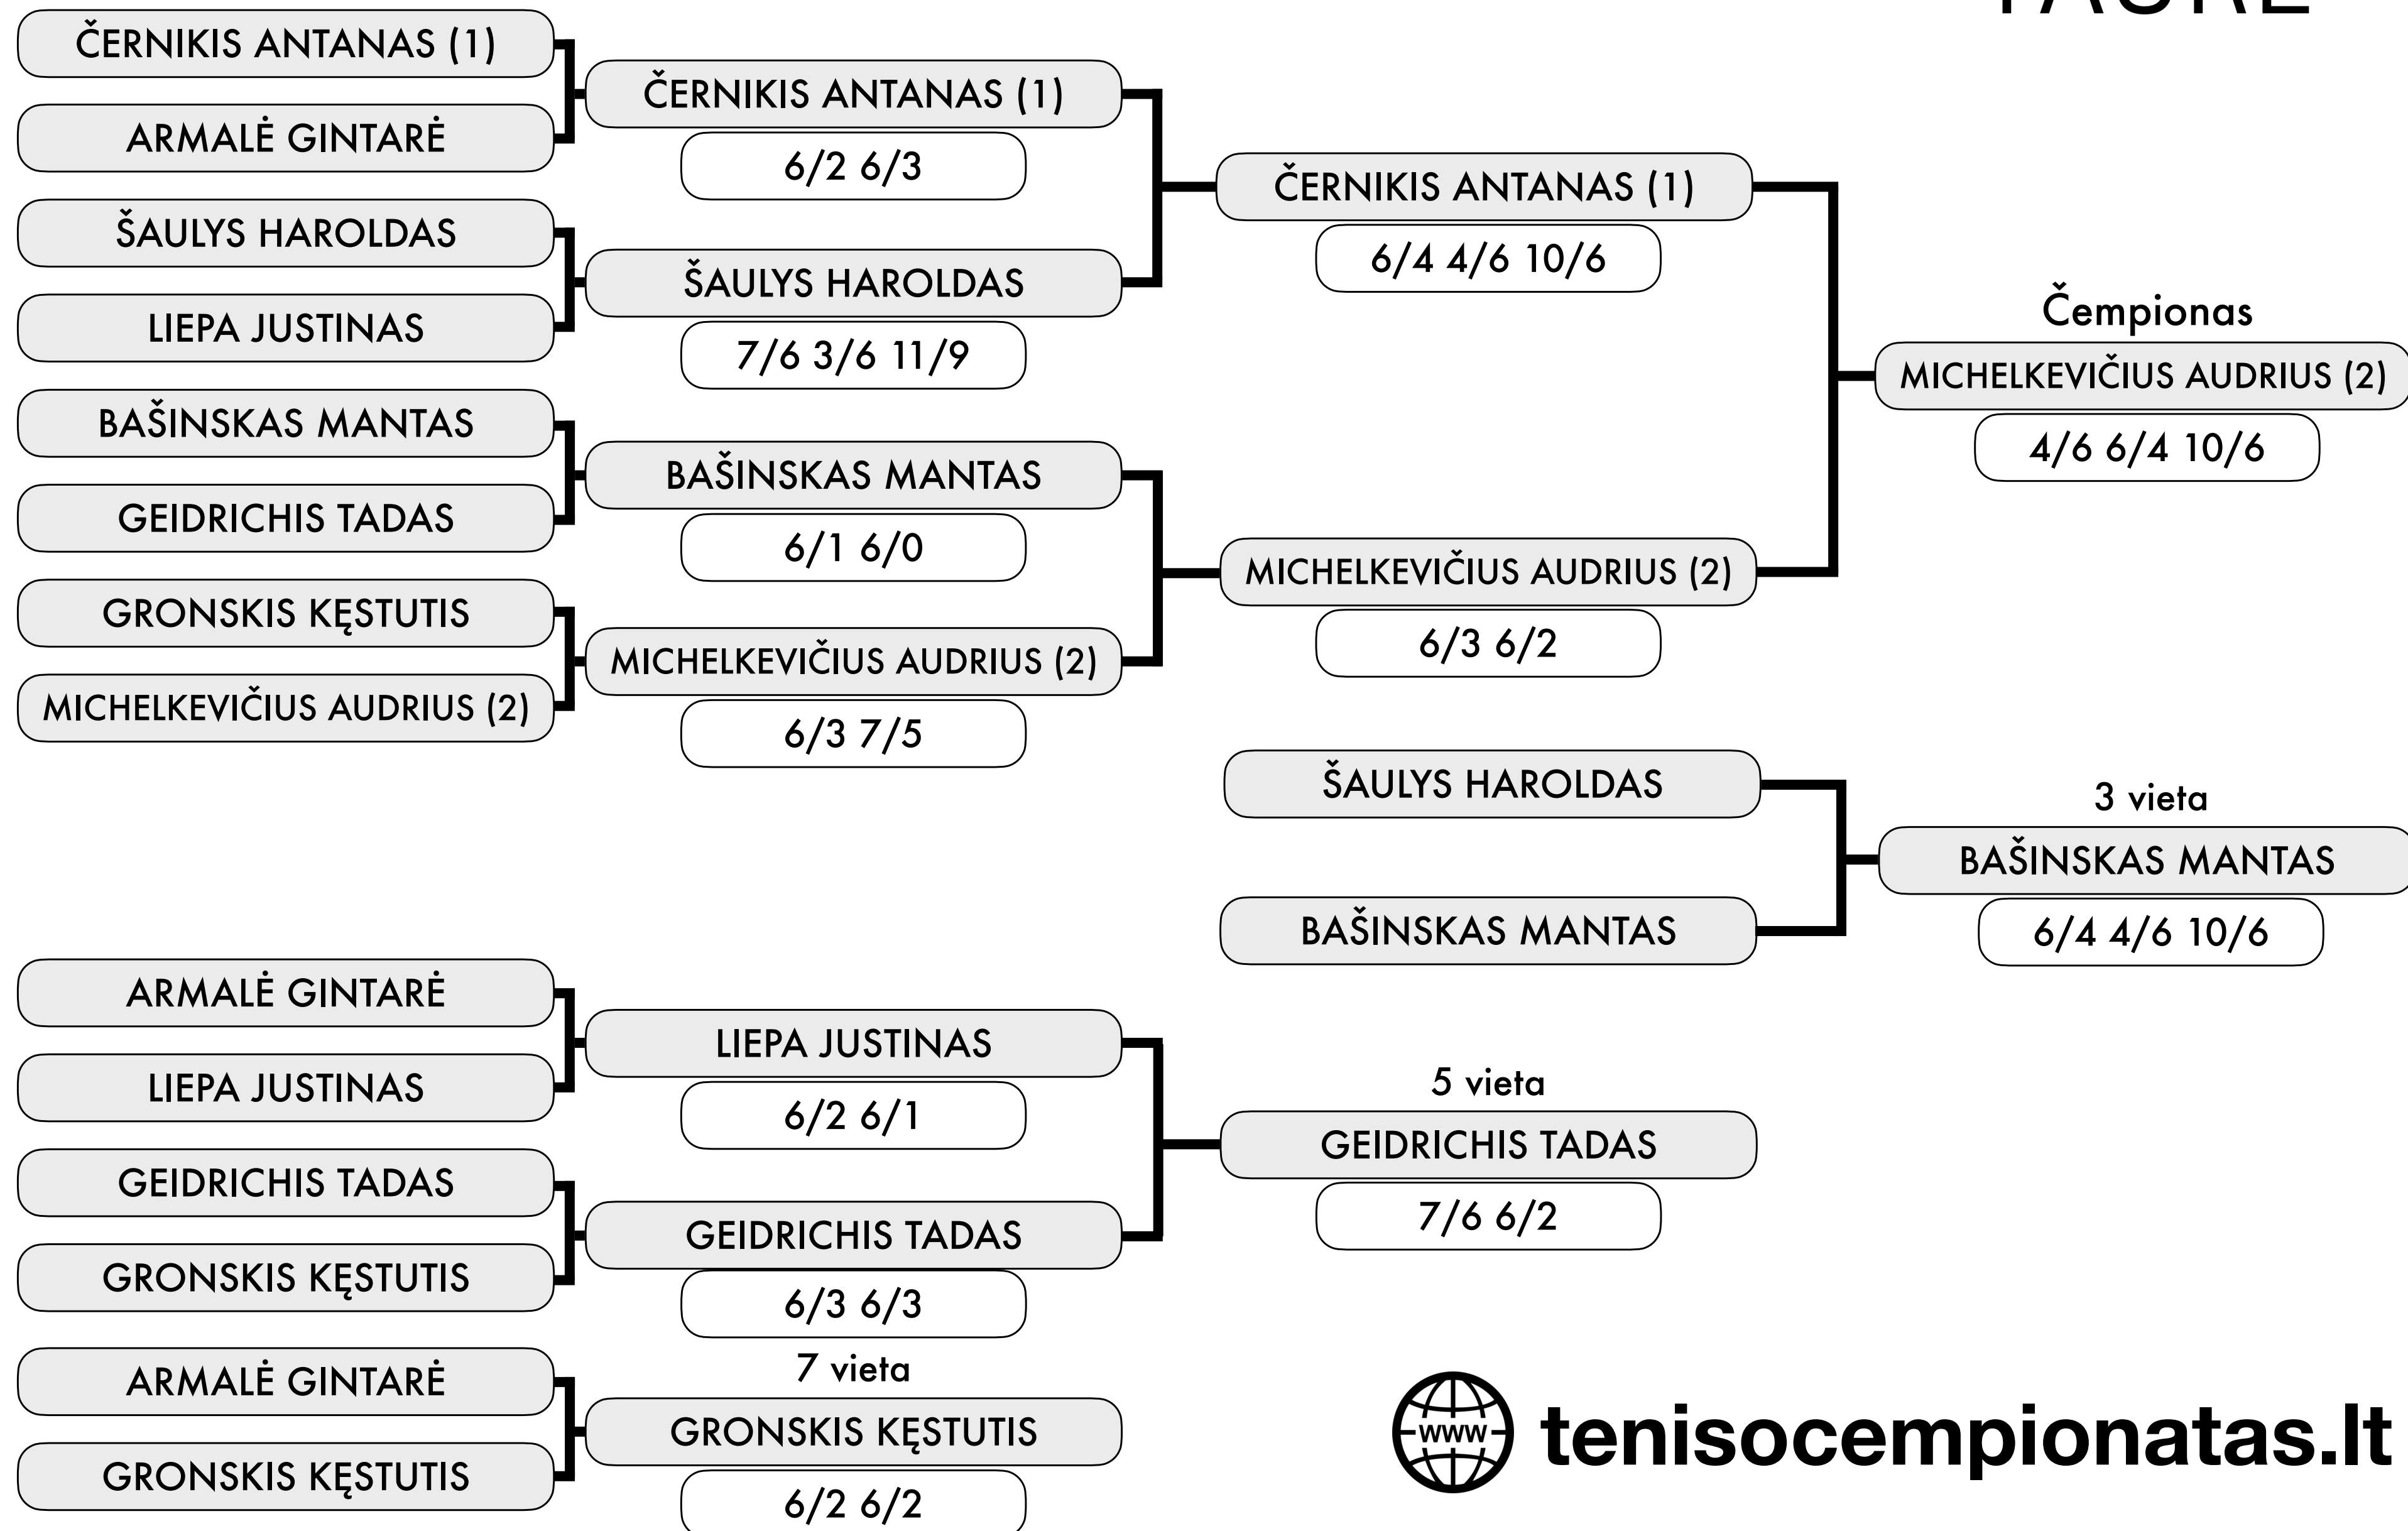 TAURĖ
ČERNIKIS ANTANAS (1)
ARMALĖ GINTARĖ
ŠAULYS HAROLDAS
LIEPA JUSTINAS
BAŠINSKAS MANTAS
GEIDRICHIS TADAS
GRONSKIS KĘSTUTIS
MICHELKEVIČIUS AUDRIUS (2)
ČERNIKIS ANTANAS (1)
6/2 6/3
ŠAULYS HAROLDAS
7/6 3/6 11/9
BAŠINSKAS MANTAS
6/1 6/0
MICHELKEVIČIUS AUDRIUS (2)
6/3 7/5
ČERNIKIS ANTANAS (1)
6/4 4/6 10/6
MICHELKEVIČIUS AUDRIUS (2)
6/3 6/2
Čempionas
MICHELKEVIČIUS AUDRIUS (2)
4/6 6/4 10/6
ŠAULYS HAROLDAS
BAŠINSKAS MANTAS
3 vieta
BAŠINSKAS MANTAS
6/4 4/6 10/6
ARMALĖ GINTARĖ
LIEPA JUSTINAS
GEIDRICHIS TADAS
GRONSKIS KĘSTUTIS
LIEPA JUSTINAS
6/2 6/1
GEIDRICHIS TADAS
6/3 6/3
5 vieta
GEIDRICHIS TADAS
7/6 6/2
ARMALĖ GINTARĖ
GRONSKIS KĘSTUTIS
7 vieta
GRONSKIS KĘSTUTIS
6/2 6/2
www
tenisocempionatas.lt